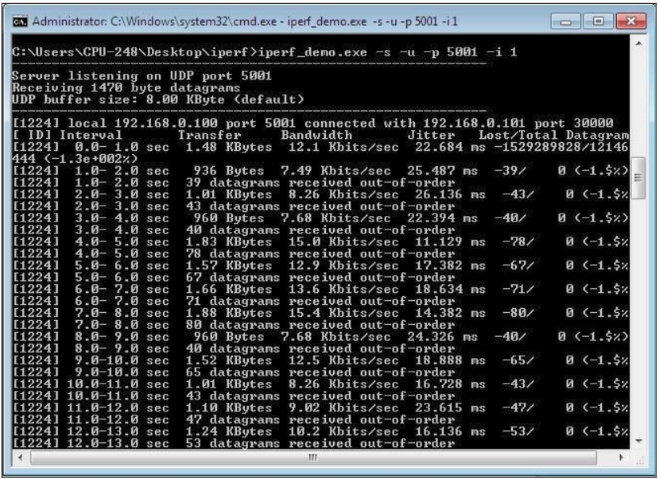 Administrator: C:\Windows\system32\cmd.exe - iperf_demo.exe -s -u -p 5001 -i 1
C:\Users\CPU-248\Desktop\iperf>iperf_demo.exe -s -u -p 5001 -i 1
------------------------------------------------------------
Server listening on UDP port 5001
Receiving 1470 byte datagrams
UDP buffer size: 8.00 KByte (default)
------------------------------------------------------------
[1224] local 192.168.0.100 port 5001 connected with 192.168.0.101 port 30000
[ ID] Interval       Transfer     Bandwidth       Jitter   Lost/Total Datagram
[1224]  0.0- 1.0 sec  1.48 KBytes  12.1 Kbits/sec  22.684 ms -1529289828/12146
444 (-1.3e+002%)
[1224]  1.0- 2.0 sec   936 Bytes  7.49 Kbits/sec  25.487 ms  -39/    0 (-1.$%)
[1224]  1.0- 2.0 sec  39 datagrams received out-of-order
[1224]  2.0- 3.0 sec  1.01 KBytes  8.26 Kbits/sec  26.136 ms  -43/    0 (-1.$%
[1224]  2.0- 3.0 sec  43 datagrams received out-of-order
[1224]  3.0- 4.0 sec   960 Bytes  7.68 Kbits/sec  22.394 ms  -40/    0 (-1.$%)
[1224]  3.0- 4.0 sec  40 datagrams received out-of-order
[1224]  4.0- 5.0 sec  1.83 KBytes  15.0 Kbits/sec  11.129 ms  -78/    0 (-1.$%
[1224]  4.0- 5.0 sec  78 datagrams received out-of-order
[1224]  5.0- 6.0 sec  1.57 KBytes  12.9 Kbits/sec  17.382 ms  -67/    0 (-1.$%
[1224]  5.0- 6.0 sec  67 datagrams received out-of-order
[1224]  6.0- 7.0 sec  1.66 KBytes  13.6 Kbits/sec  18.634 ms  -71/    0 (-1.$%
[1224]  6.0- 7.0 sec  71 datagrams received out-of-order
[1224]  7.0- 8.0 sec  1.88 KBytes  15.4 Kbits/sec  14.382 ms  -80/    0 (-1.$%
[1224]  7.0- 8.0 sec  80 datagrams received out-of-order
[1224]  8.0- 9.0 sec   960 Bytes  7.68 Kbits/sec  24.326 ms  -40/    0 (-1.$%)
[1224]  8.0- 9.0 sec  40 datagrams received out-of-order
[1224]  9.0-10.0 sec  1.52 KBytes  12.5 Kbits/sec  18.888 ms  -65/    0 (-1.$%
[1224]  9.0-10.0 sec  65 datagrams received out-of-order
[1224] 10.0-11.0 sec  1.01 KBytes  8.26 Kbits/sec  16.728 ms  -43/    0 (-1.$%
[1224] 10.0-11.0 sec  43 datagrams received out-of-order
[1224] 11.0-12.0 sec  1.10 KBytes  9.02 Kbits/sec  23.615 ms  -47/    0 (-1.$%
[1224] 11.0-12.0 sec  47 datagrams received out-of-order
[1224] 12.0-13.0 sec  1.24 KBytes  10.2 Kbits/sec  16.136 ms  -53/    0 (-1.$%
[1224] 12.0-13.0 sec  53 datagrams received out-of-order